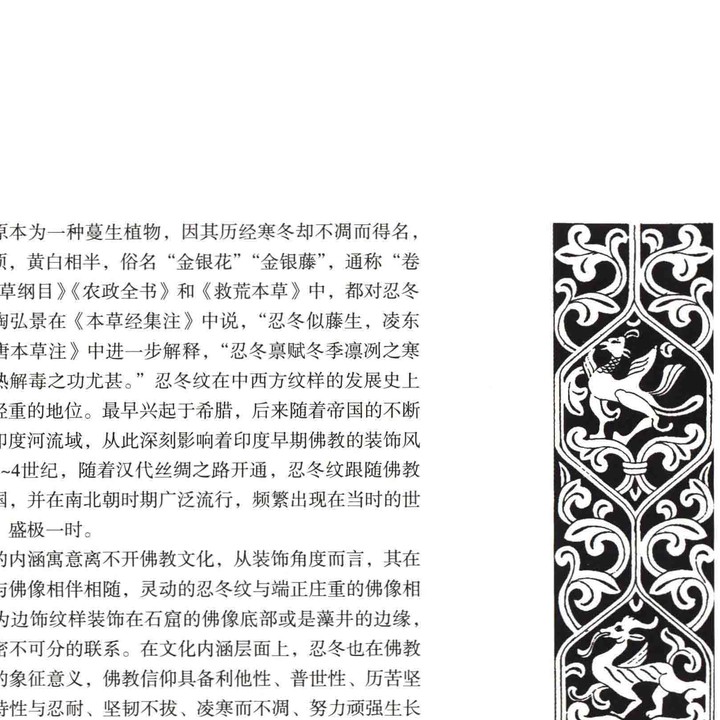 原本为一种蔓生植物，因其历经寒冬却不凋而得名，
须，黄白相半，俗名“金银花”“金银藤”，通称“卷
草纲目》《农政全书》和《救荒本草》中，都对忍冬
陶弘景在《本草经集注》中说，“忍冬似藤生，凌东
唐本草注》中进一步解释，“忍冬禀赋冬季凛冽之寒
热解毒之功尤甚。”忍冬纹在中西方纹样的发展史上
轻重的地位。最早兴起于希腊，后来随着帝国的不断
印度河流域，从此深刻影响着印度早期佛教的装饰风
~4世纪，随着汉代丝绸之路开通，忍冬纹跟随佛教
国，并在南北朝时期广泛流行，频繁出现在当时的世
，盛极一时。
的内涵寓意离不开佛教文化，从装饰角度而言，其在
与佛像相伴相随，灵动的忍冬纹与端正庄重的佛像相
为边饰纹样装饰在石窟的佛像底部或是藻井的边缘，
密不可分的联系。在文化内涵层面上，忍冬也在佛教
的象征意义，佛教信仰具备利他性、普世性、历苦坚
特性与忍耐、坚韧不拔、凌寒而不凋、努力顽强生长